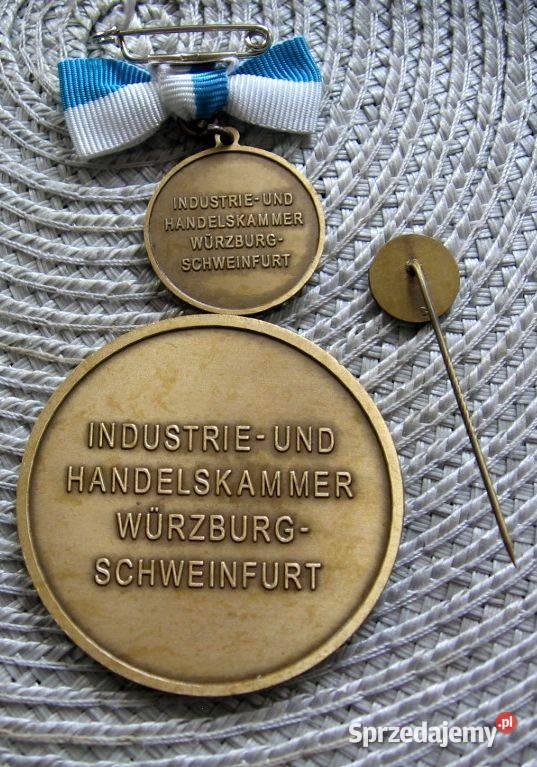 INDUSTRIE-UND
HANDELSKAMMER
WÜRZBURG-
SCHWEINFURT
INDUSTRIE-UND
HANDELSKAMMER
WÜRZBURG-
SCHWEINFURT
Sprzedajemy.pl